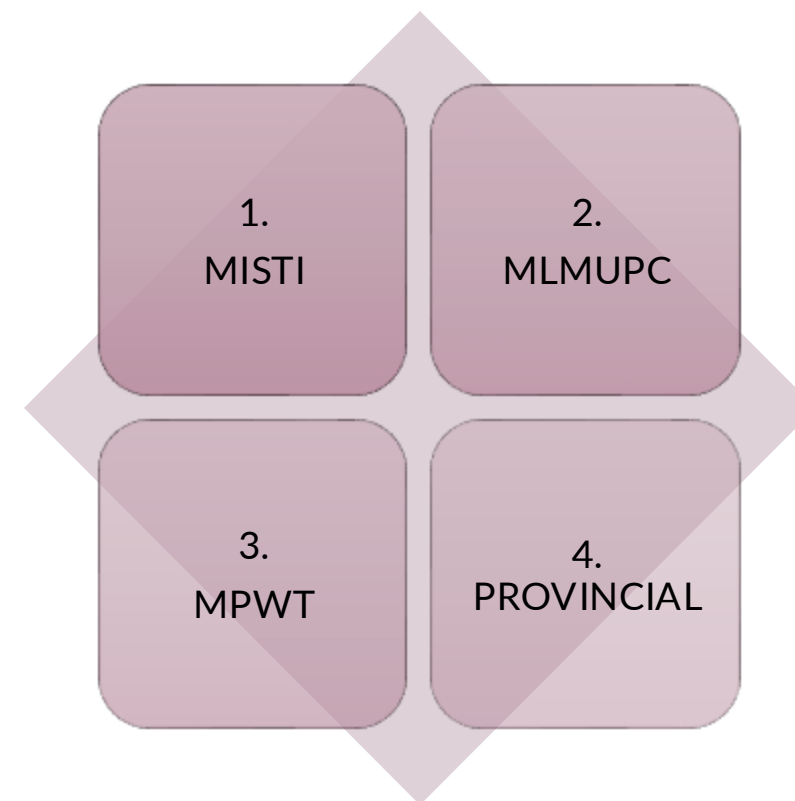 1.
MISTI
2.
MLMUPC
3.
MPWT
4.
PROVINCIAL